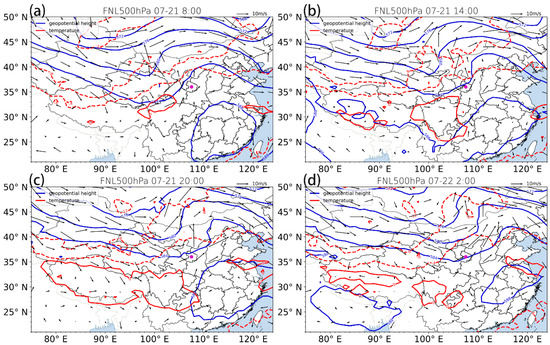 (a) FNL500hPa 07-21 8:00 10m/s
geopotential height
temperature
50° N
45° N
40° N
35° N
30° N
25° N
(b) FNL500hPa 07-21 14:00 10m/s
geopotential height
temperature
50° N
45° N
40° N
35° N
30° N
25° N
80° E 90° E 100° E 110° E 120° E
80° E 90° E 100° E 110° E 120° E
(c) FNL500hPa 07-21 20:00 10m/s
geopotential height
temperature
50° N
45° N
40° N
35° N
30° N
25° N
(d) FNL500hPa 07-22 2:00 10m/s
geopotential height
temperature
50° N
45° N
40° N
35° N
30° N
25° N
80° E 90° E 100° E 110° E 120° E
80° E 90° E 100° E 110° E 120° E